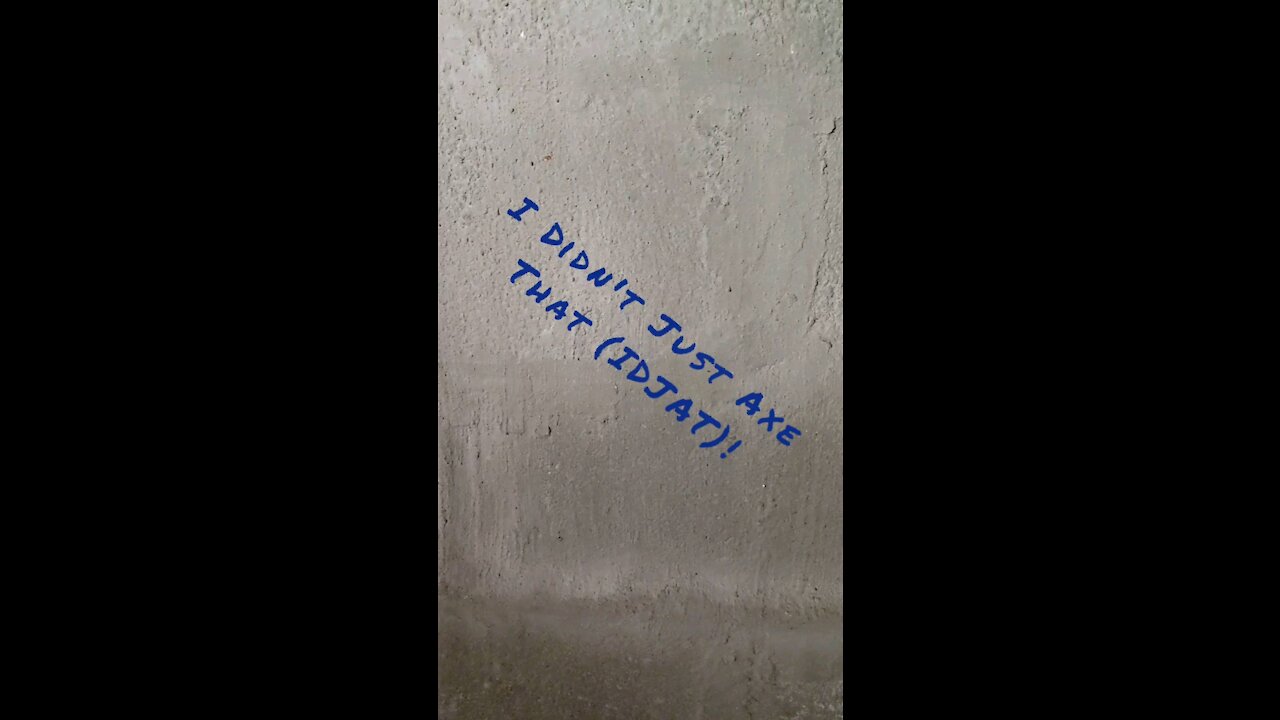 I DIDN'T JUST AXE
THAT (IDJAT)!